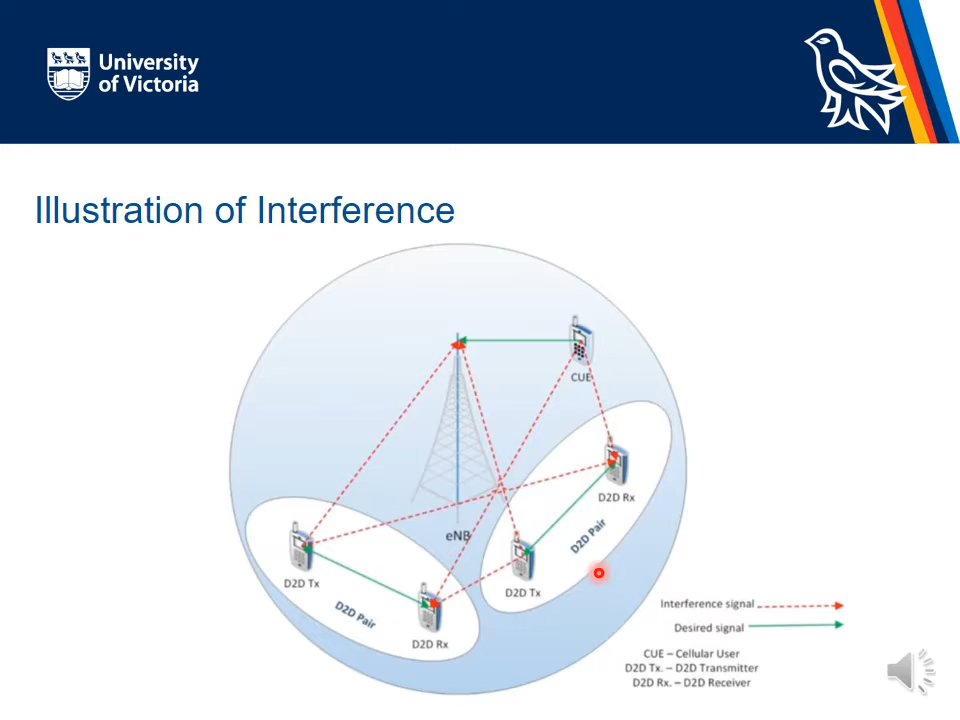 University
of Victoria
Illustration of Interference
CUE
D2D Rx
D2D Pair
eNB
D2D Tx
D2D Tx
D2D Pair
D2D Rx
Interference signal
Desired signal
CUE – Cellular User
D2D Tx. – D2D Transmitter
D2D Rx. – D2D Receiver